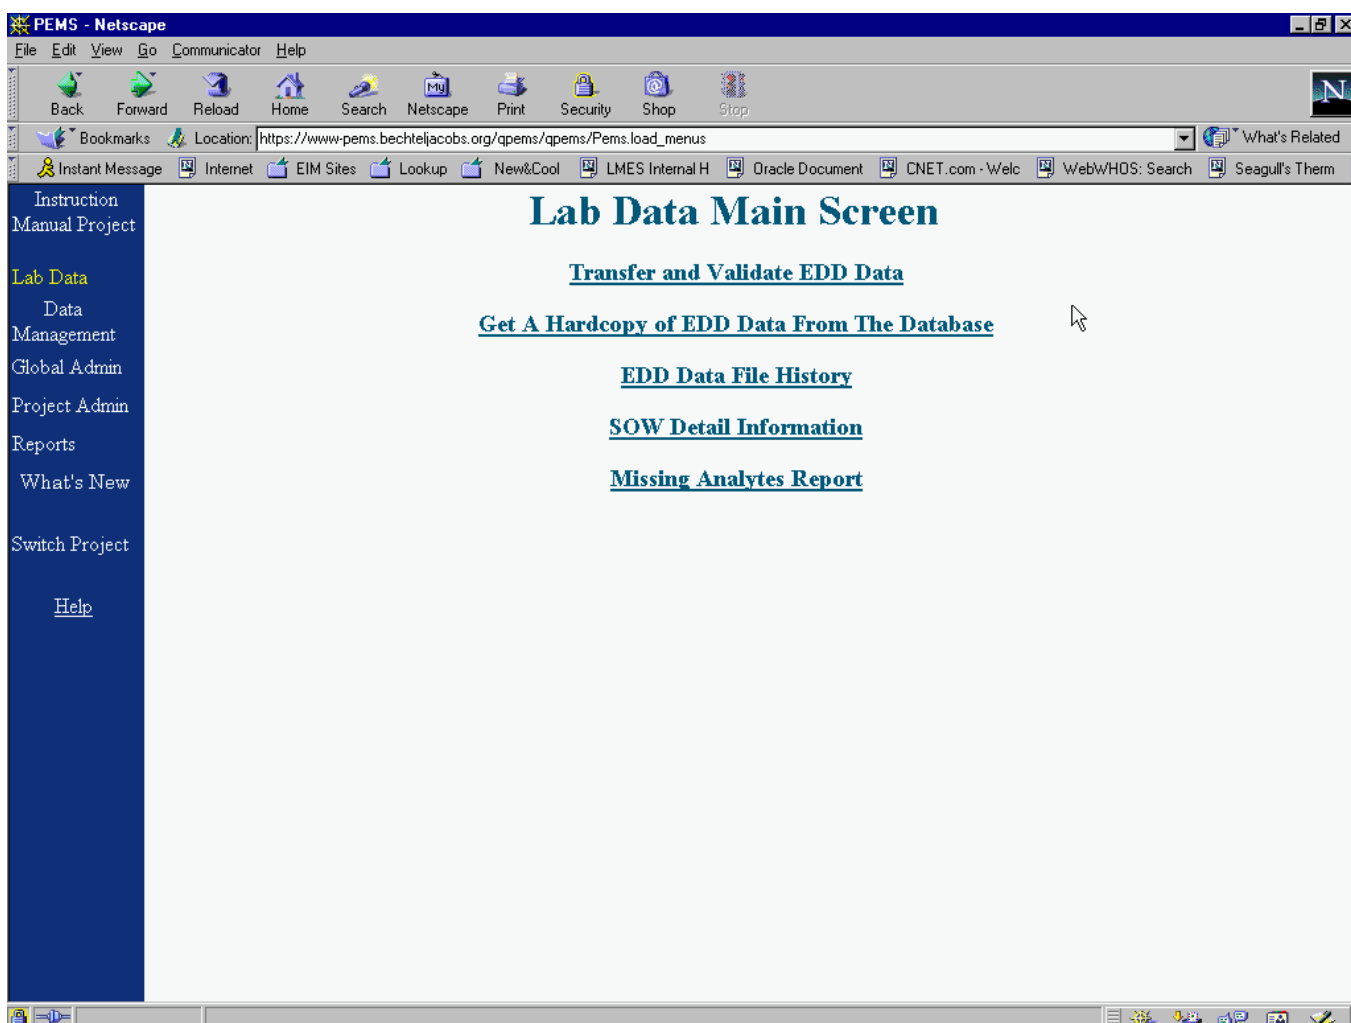 PEMS - Netscape
File Edit View Go Communicator Help
Back Forward Reload Home Search Netscape Print Security Shop Stop
My
N
Bookmarks Location: https://www-pems.bechteljacobs.org/qpems/qpems/Pems.load_menus What's Related
Instant Message Internet EIM Sites Lookup New&Cool LMES Internal H Oracle Document CNET.com - Welc WebWHOS: Search Seagull's Therm
Instruction
Manual Project
Lab Data
Data
Management
Global Admin
Project Admin
Reports
What's New
Switch Project
Help
Lab Data Main Screen
Transfer and Validate EDD Data
Get A Hardcopy of EDD Data From The Database
EDD Data File History
SOW Detail Information
Missing Analytes Report